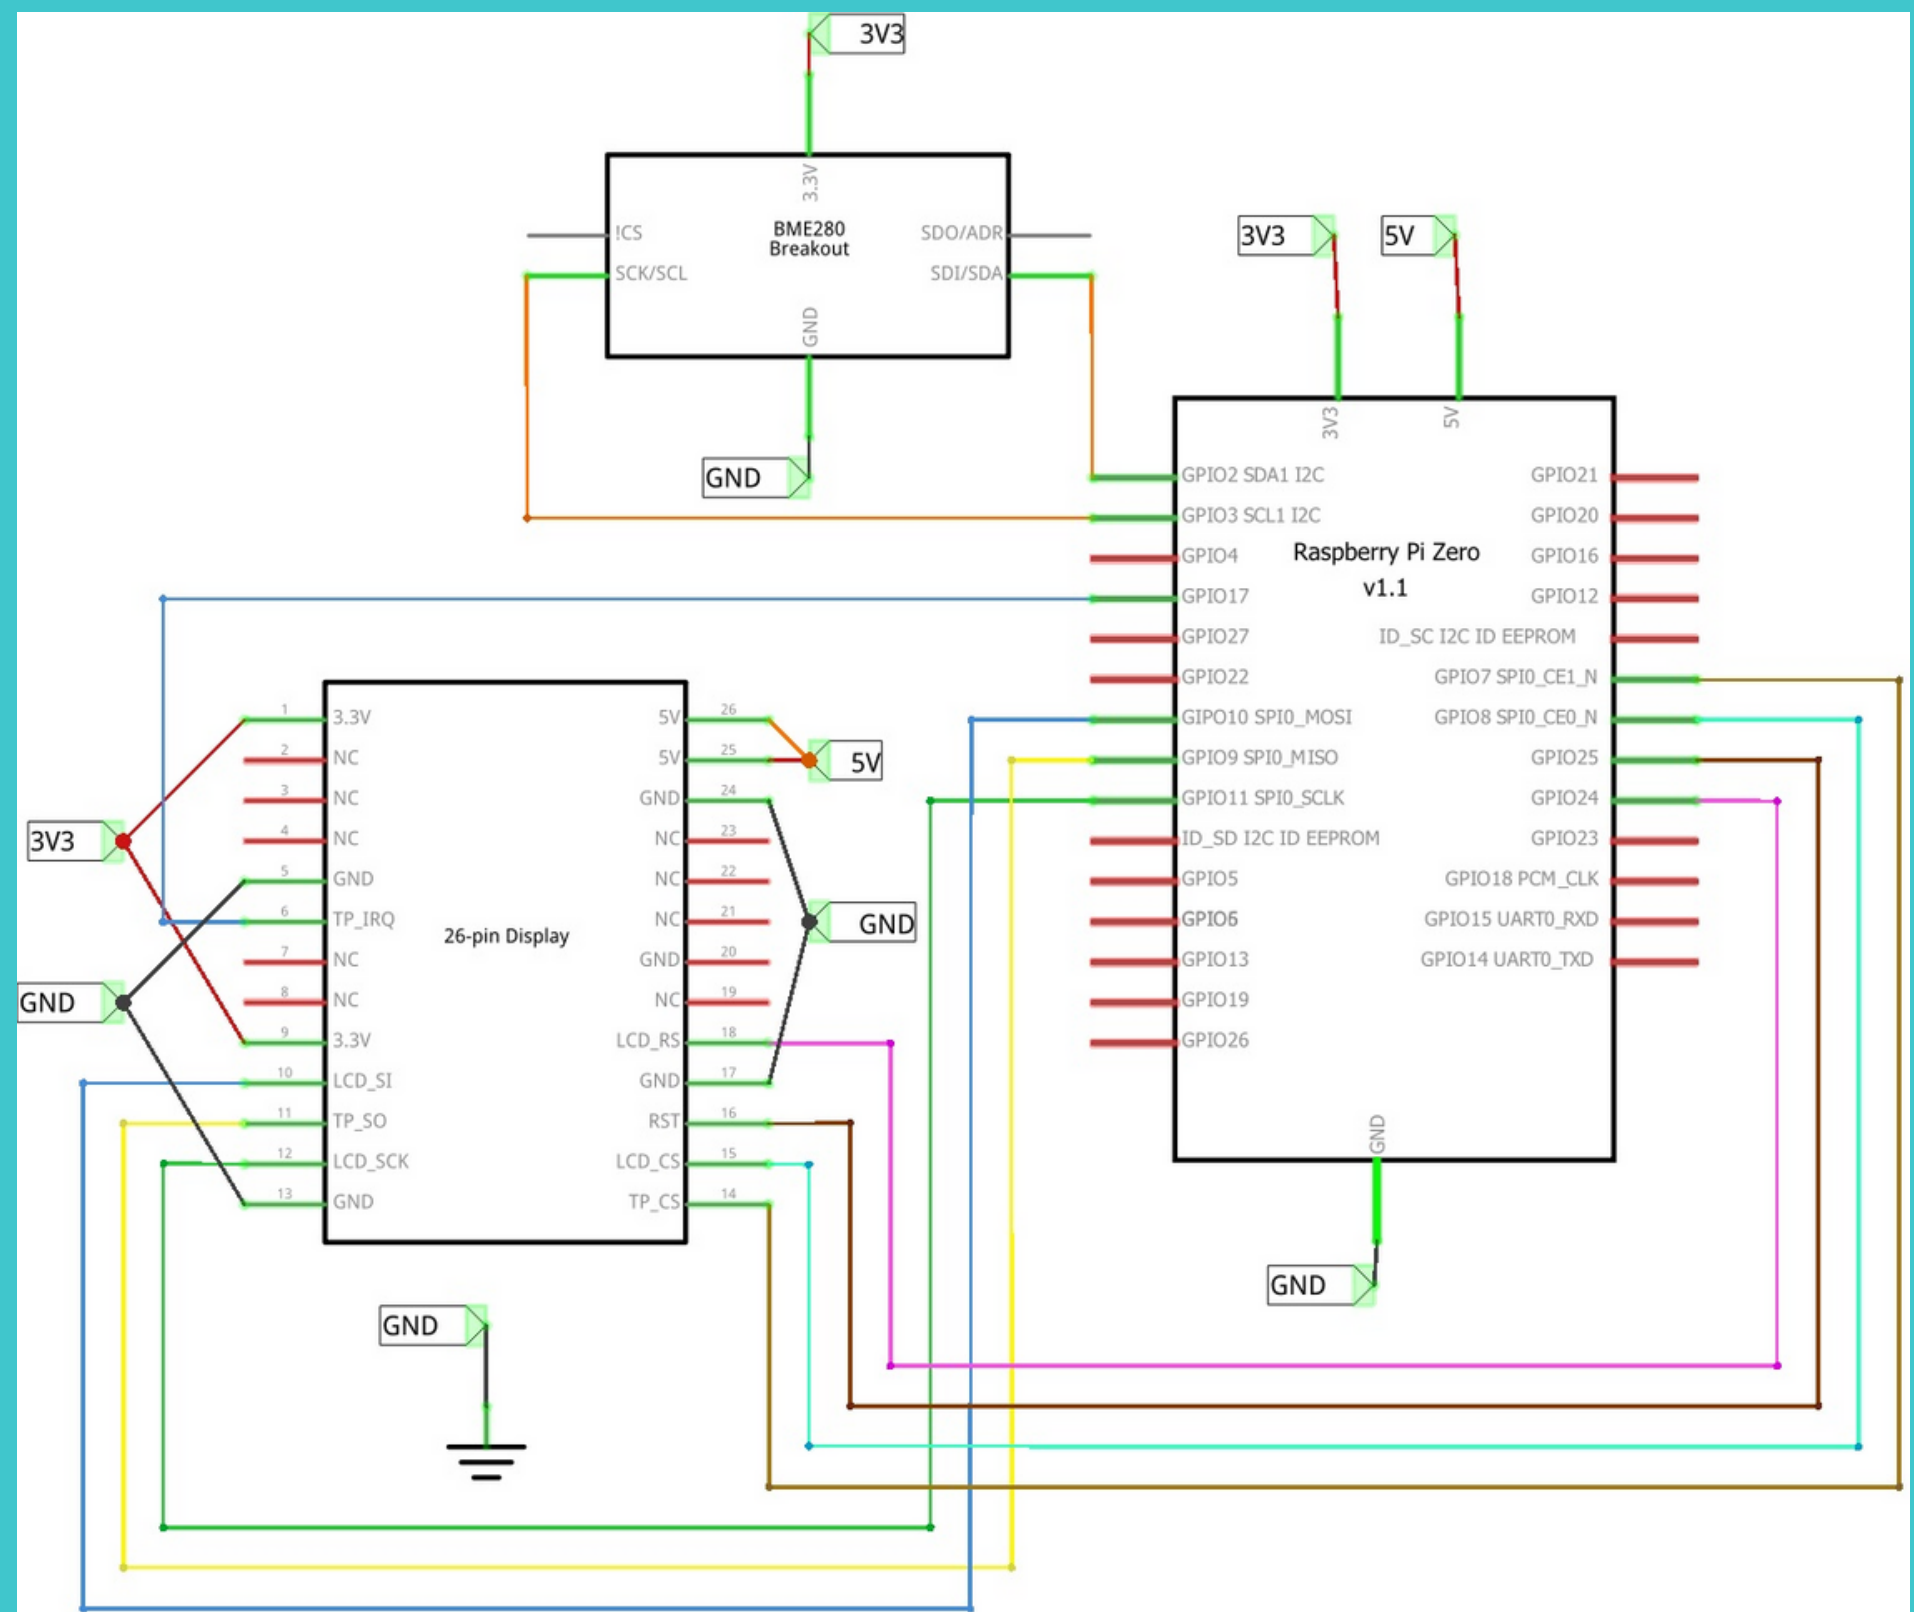 3V3
3.3V
BME280
Breakout
!CS
SDO/ADR
SCK/SCL
SDI/SDA
GND
GND
3V3
5V
3V3
5V
GPIO2 SDA1 I2C
GPIO3 SCL1 I2C
GPIO4
GPIO17
GPIO27
GPIO22
GIPO10 SPI0_MOSI
GPIO9 SPI0_MISO
GPIO11 SPI0_SCLK
ID_SD I2C ID EEPROM
GPIO5
GPIO6
GPIO13
GPIO19
GPIO26
Raspberry Pi Zero
v1.1
GPIO21
GPIO20
GPIO16
GPIO12
ID_SC I2C ID EEPROM
GPIO7 SPI0_CE1_N
GPIO8 SPI0_CE0_N
GPIO25
GPIO24
GPIO23
GPIO18 PCM_CLK
GPIO15 UART0_RXD
GPIO14 UART0_TXD
GND
GND
3V3
GND
1 3.3V
2 NC
3 NC
4 NC
5 GND
6 TP_IRQ
7 NC
8 NC
9 3.3V
10 LCD_SI
11 TP_SO
12 LCD_SCK
13 GND
26-pin Display
5V 26
5V 25
GND 24
NC 23
NC 22
NC 21
GND 20
NC 19
LCD_RS 18
GND 17
RST 16
LCD_CS 15
TP_CS 14
5V
GND
GND